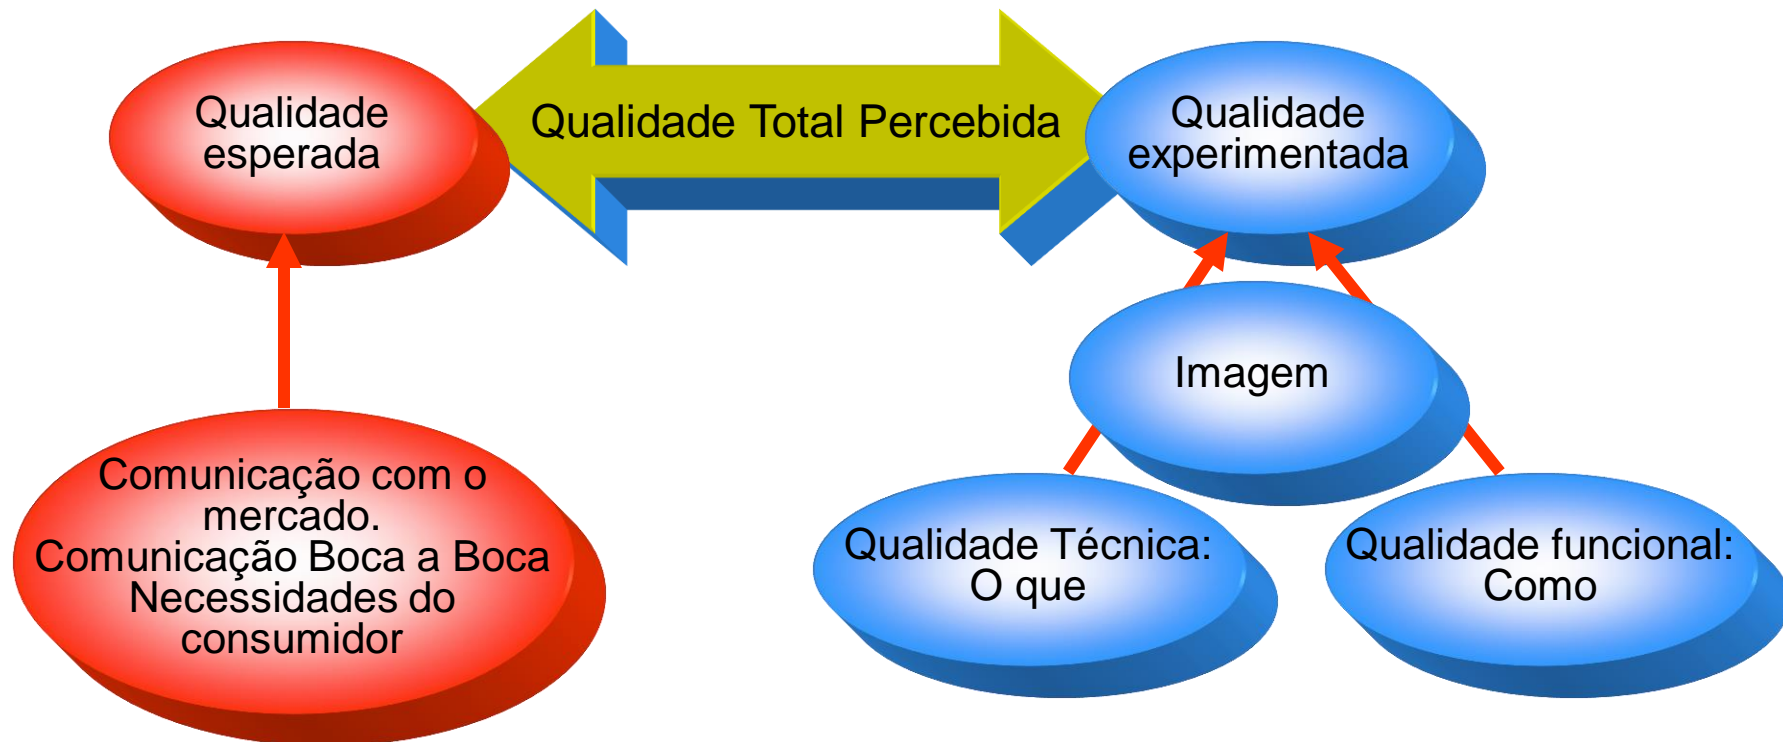 Qualidade
esperada
Qualidade Total Percebida
Qualidade
experimentada
Imagem
Comunicação com o
mercado.
Comunicação Boca a Boca
Necessidades do
consumidor
Qualidade Técnica:
O que
Qualidade funcional:
Como